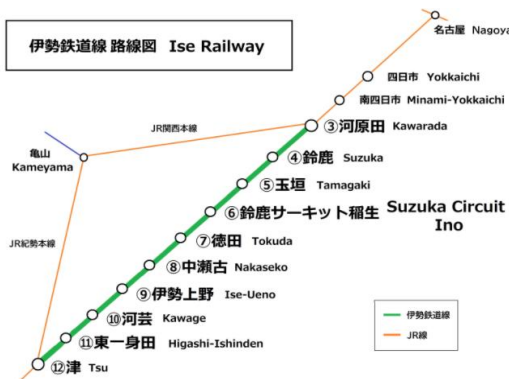 伊勢鉄道線 路線図 Ise Railway
名古屋 Nagoya
四日市 Yokkaichi
南四日市 Minami-Yokkaichi
③河原田 Kawarada
JR関西本線
亀山
Kameyama
④鈴鹿 Suzuka
⑤玉垣 Tamagaki
⑥鈴鹿サーキット稲生 Suzuka Circuit
Ino
⑦徳田 Tokuda
JR紀勢本線
⑧中瀬古 Nakaseko
⑨伊勢上野 Ise-Ueno
⑩河芸 Kawage
⑪東一身田 Higashi-Ishinden
⑫津 Tsu
伊勢鉄道線
JR線